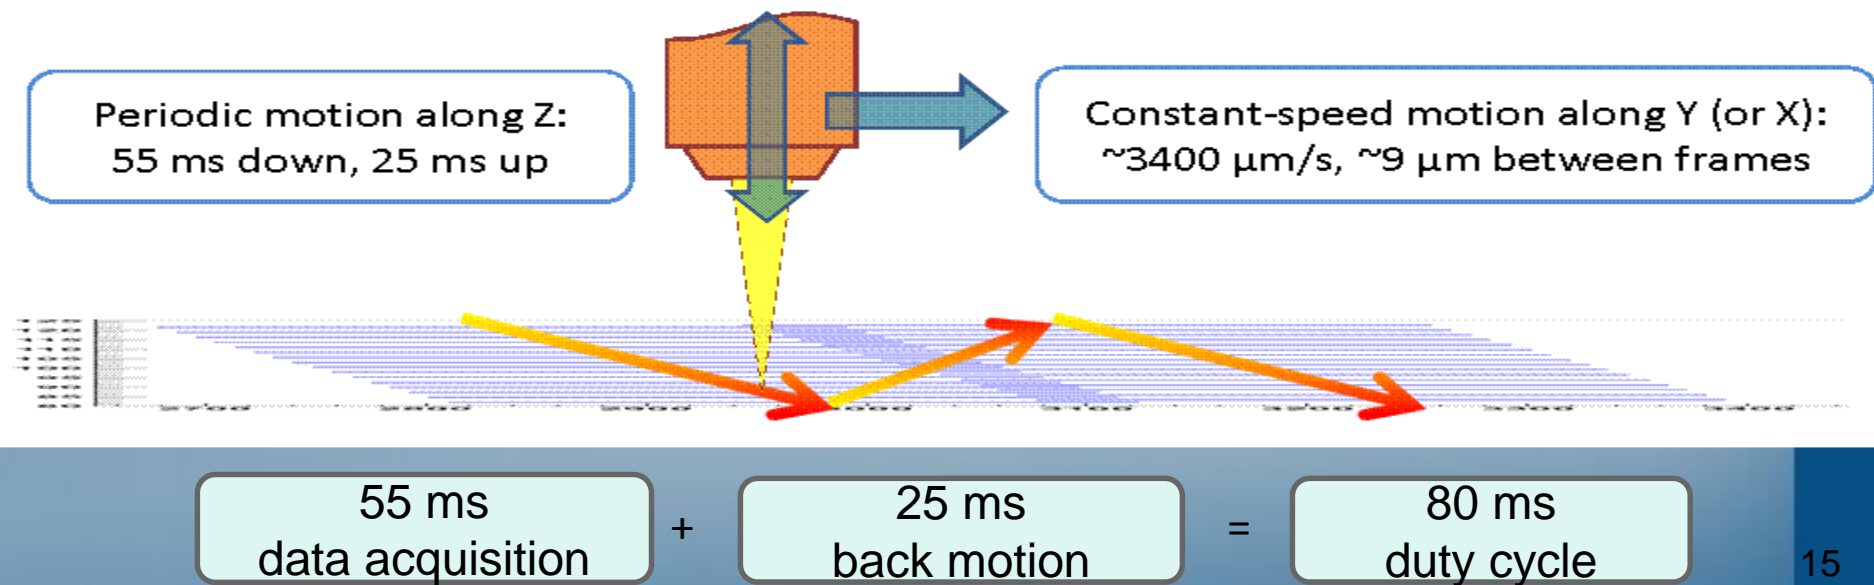 Periodic motion along Z:
55 ms down, 25 ms up
Constant-speed motion along Y (or X):
~3400 µm/s, ~9 µm between frames
55 ms
data acquisition
+
25 ms
back motion
=
80 ms
duty cycle
15